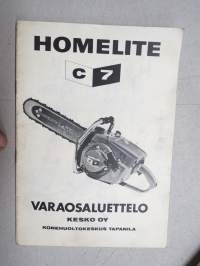 HOMELITE
C 7
VARAOSALUETTELO
KESKO OY
KONEHUOLTOKESKUS TAPANILA